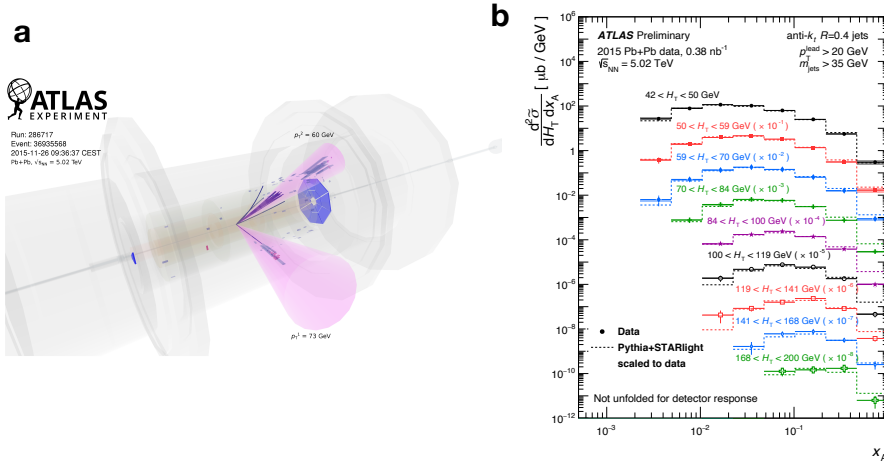 a
ATLAS
EXPERIMENT
Run: 286717
Event: 36935568
2015-11-26 09:36:37 CEST
Pb+Pb, √sNN = 5.02 TeV
pT2 = 60 GeV
pT1 = 73 GeV
b
d²σ̃/dHT dxA [ μb / GeV ]
ATLAS Preliminary
2015 Pb+Pb data, 0.38 nb-1
√sNN = 5.02 TeV
anti-kt R=0.4 jets
pTlead > 20 GeV
mjets > 35 GeV
42 < HT < 50 GeV
50 < HT < 59 GeV (× 10-1)
59 < HT < 70 GeV (× 10-2)
70 < HT < 84 GeV (× 10-3)
84 < HT < 100 GeV (× 10-4)
100 < HT < 119 GeV (× 10-5)
119 < HT < 141 GeV (× 10-6)
141 < HT < 168 GeV (× 10-7)
168 < HT < 200 GeV (× 10-8)
Data
Pythia+STARlight
scaled to data
Not unfolded for detector response
10⁶
10⁴
10²
1
10⁻²
10⁻⁴
10⁻⁶
10⁻⁸
10⁻¹⁰
10⁻¹²
10⁻³ 10⁻² 10⁻¹
xA